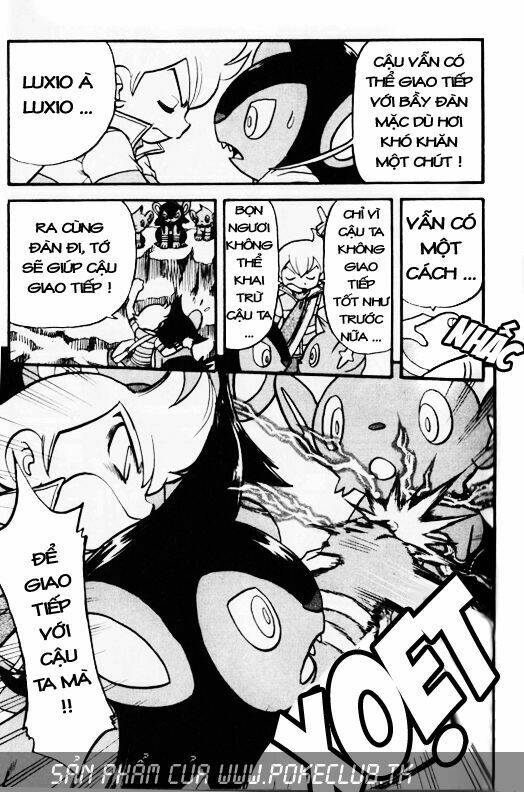 CẬU VẪN CÓ
THỂ GIAO TIẾP
VỚI BẦY ĐÀN
MẶC DÙ HƠI
KHÓ KHĂN
MỘT CHÚT !
LUXIO À
LUXIO ...
VẪN CÓ
MỘT
CÁCH ...
NHẤC
CHỈ VÌ
CẬU TA
KHÔNG
GIAO
TIẾP
TỐT NHƯ
TRƯỚC
NỮA ...
BỌN
NGƯƠI
KHÔNG
THỂ
KHAI
TRỪ
CẬU TA
...
RA CÙNG
ĐÀN ĐI, TỚ
SẼ GIÚP CẬU
GIAO TIẾP !
ĐỂ
GIAO
TIẾP
VỚI
CẬU
TA MÀ
!!
XOẸT
SẢN PHẨM CỦA WWW.POKECLUB.TK